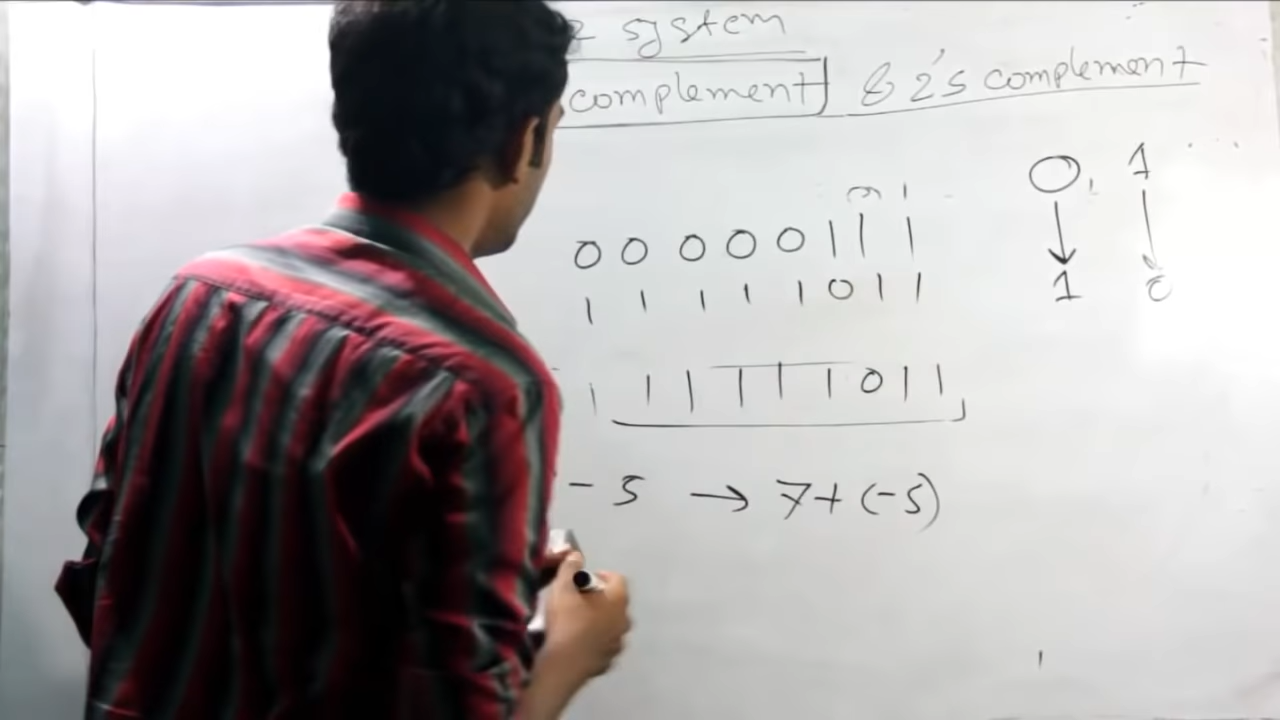 system
complement & 2's complement
0, 1
1 0
0 0 0 0 0 1 1 1
1 1 1 1 1 0 1 1
1 1 1 1 1 1 0 1 1
- 5 → 7 + (-5)